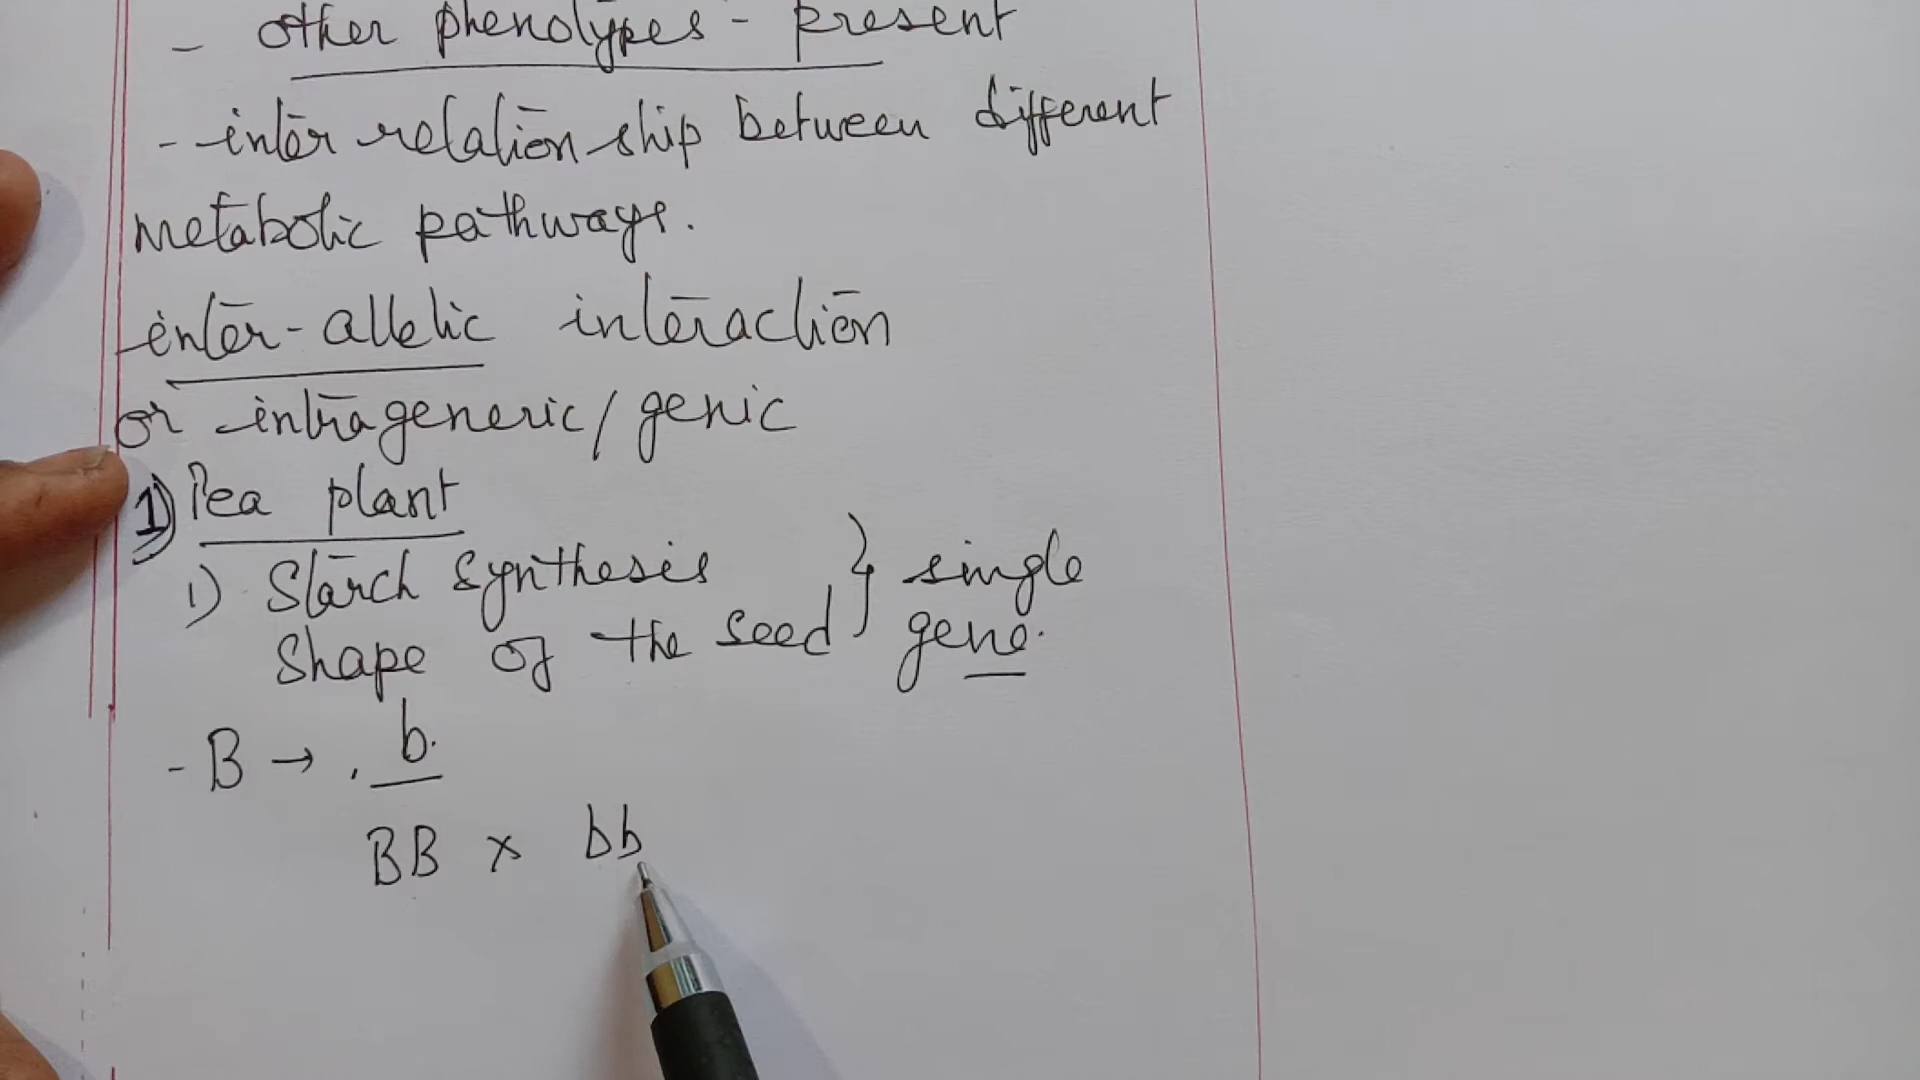 - other phenotypes - present
- inter relation ship between different
metabolic pathways.
inter-allelic interaction
or intrageneric/genic
1) Pea plant
1) Starch synthesis } single
Shape of the seed gene.
- B → . b.
BB x bb